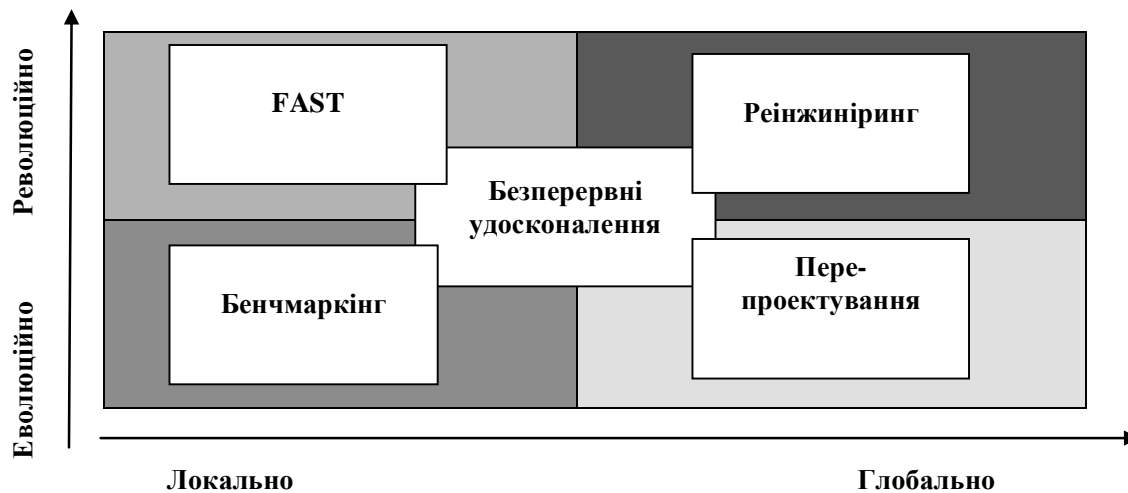 Революційно
Еволюційно
FAST
Реінжиніринг
Безперервні
удосконалення
Бенчмаркінг
Пере-
проектування
Локально
Глобально